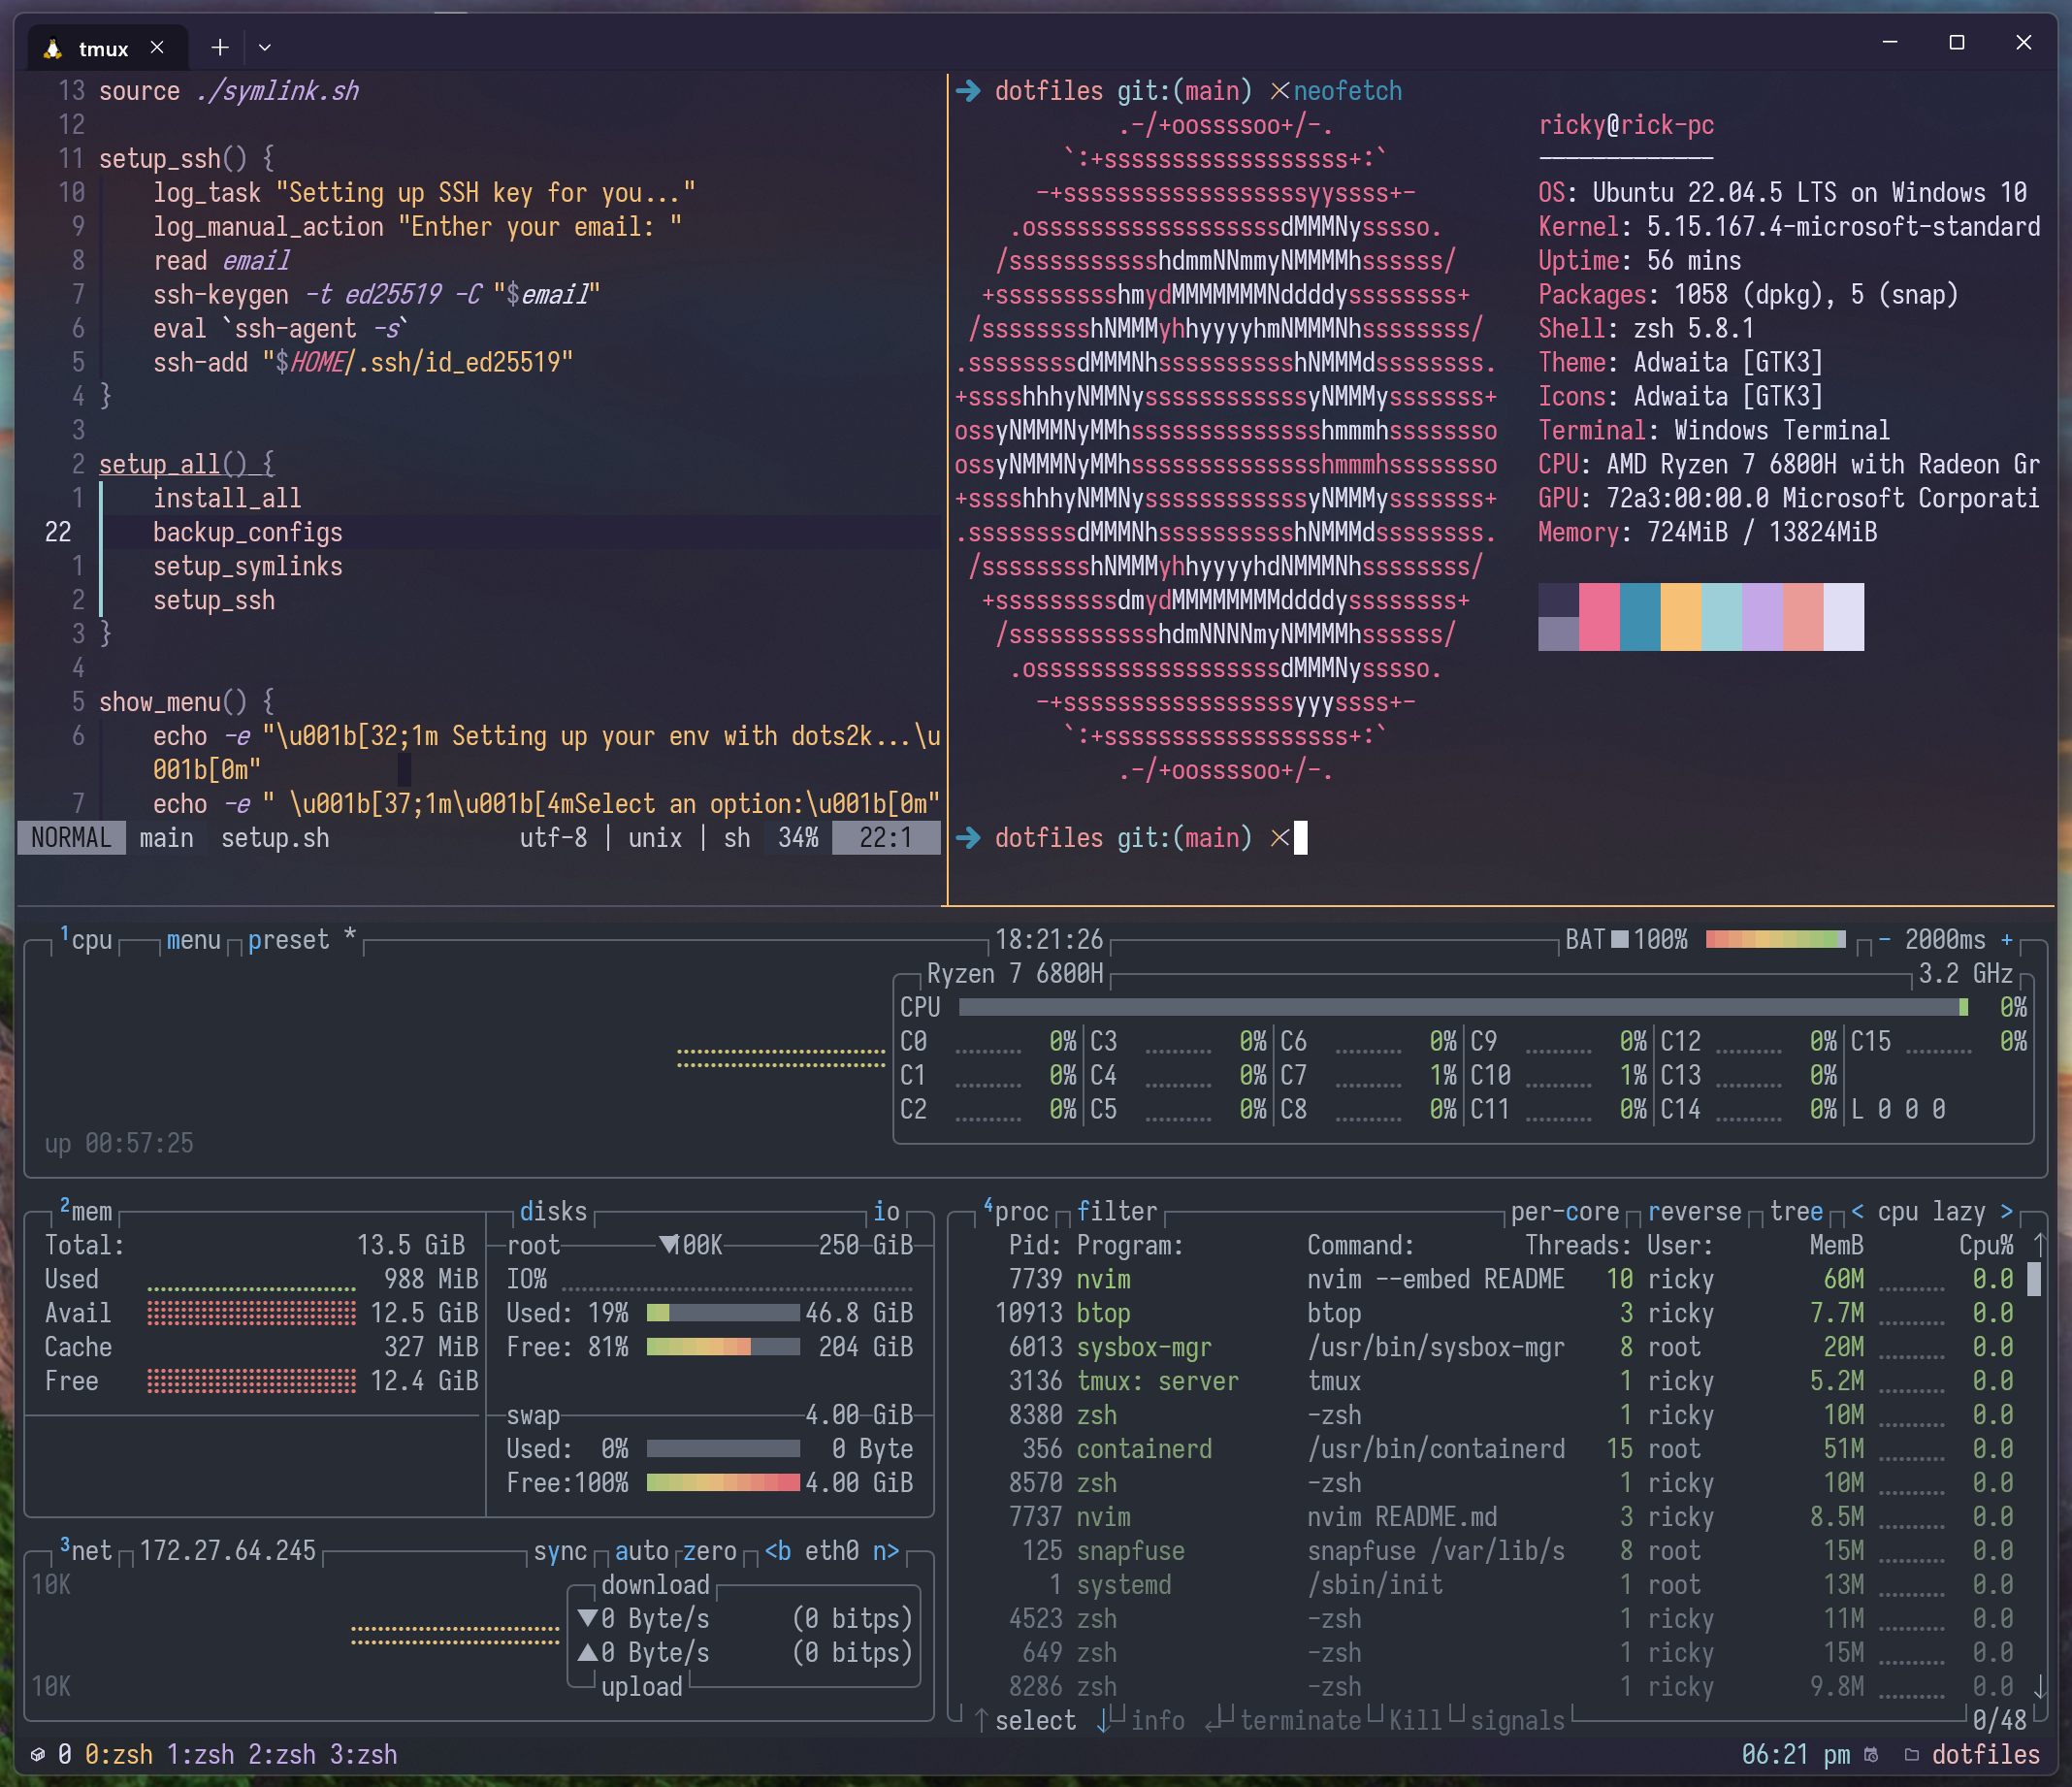 tmux
13 source ./symlink.sh
12
11 setup_ssh() {
10     log_task "Setting up SSH key for you..."
9     log_manual_action "Enther your email: "
8     read email
7     ssh-keygen -t ed25519 -C "$email"
6     eval `ssh-agent -s`
5     ssh-add "$HOME/.ssh/id_ed25519"
4 }
3
2 setup_all() {
1     install_all
22     backup_configs
1     setup_symlinks
2     setup_ssh
3 }
4
5 show_menu() {
6     echo -e "\u001b[32;1m Setting up your env with dots2k...\u
001b[0m"
7     echo -e " \u001b[37;1m\u001b[4mSelect an option:\u001b[0m"
NORMAL main setup.sh utf-8 | unix | sh 34% 22:1
dotfiles git:(main) neofetch
.-/+oossssoo+/-.
`:+ssssssssssssssssss+:`
-+ssssssssssssssssssyyssss+-
.ossssssssssssssssssdMMMNysssso.
/ssssssssssshdmmNNmmyNMMMMhssssss/
+ssssssssshmydMMMMMMMNddddyssssssss+
/sssssssshNMMMyhhyyyyhmNMMMNhssssssss/
.ssssssssdMMMNhsssssssssshNMMMdssssssss.
+sssshhhyNMMNyssssssssssssyNMMMysssssss+
ossyNMMMNyMMhsssssssssssssshmmmhssssssso
ossyNMMMNyMMhsssssssssssssshmmmhssssssso
+sssshhhyNMMNyssssssssssssyNMMMysssssss+
.ssssssssdMMMNhsssssssssshNMMMdssssssss.
/sssssssshNMMMyhhyyyyhdNMMMNhssssssss/
+sssssssssdmydMMMMMMMMddddyssssssss+
/ssssssssssshdmNNNNmyNMMMMhssssss/
.ossssssssssssssssssdMMMNysssso.
-+sssssssssssssssssyyyssss+-
`:+ssssssssssssssssss+:`
.-/+oossssoo+/-.
ricky@rick-pc
-------------
OS: Ubuntu 22.04.5 LTS on Windows 10
Kernel: 5.15.167.4-microsoft-standard
Uptime: 56 mins
Packages: 1058 (dpkg), 5 (snap)
Shell: zsh 5.8.1
Theme: Adwaita [GTK3]
Icons: Adwaita [GTK3]
Terminal: Windows Terminal
CPU: AMD Ryzen 7 6800H with Radeon Gr
GPU: 72a3:00:00.0 Microsoft Corporati
Memory: 724MiB / 13824MiB
dotfiles git:(main)
1cpu menu preset * 18:21:26 BAT 100% - 2000ms +
Ryzen 7 6800H 3.2 GHz
CPU 0%
C0 0% C3 0% C6 0% C9 0% C12 0% C15 0%
C1 0% C4 0% C7 1% C10 1% C13 0%
C2 0% C5 0% C8 0% C11 0% C14 0% L 0 0 0
up 00:57:25
2mem
Total: 13.5 GiB
Used 988 MiB
Avail 12.5 GiB
Cache 327 MiB
Free 12.4 GiB
disks io
root ▼100K 250 GiB
IO%
Used: 19% 46.8 GiB
Free: 81% 204 GiB
swap 4.00 GiB
Used: 0% 0 Byte
Free:100% 4.00 GiB
3net 172.27.64.245 sync auto zero <b eth0 n>
10K
download
▼0 Byte/s (0 bitps)
▲0 Byte/s (0 bitps)
upload
10K
4proc filter per-core reverse tree < cpu lazy >
Pid: Program: Command: Threads: User: MemB Cpu% ↑
7739 nvim nvim --embed README 10 ricky 60M 0.0
10913 btop btop 3 ricky 7.7M 0.0
6013 sysbox-mgr /usr/bin/sysbox-mgr 8 root 20M 0.0
3136 tmux: server tmux 1 ricky 5.2M 0.0
8380 zsh -zsh 1 ricky 10M 0.0
356 containerd /usr/bin/containerd 15 root 51M 0.0
8570 zsh -zsh 1 ricky 10M 0.0
7737 nvim nvim README.md 3 ricky 8.5M 0.0
125 snapfuse snapfuse /var/lib/s 8 root 15M 0.0
1 systemd /sbin/init 1 root 13M 0.0
4523 zsh -zsh 1 ricky 11M 0.0
649 zsh -zsh 1 ricky 15M 0.0
8286 zsh -zsh 1 ricky 9.8M 0.0 ↓
↑ select ↓ info ↵ terminate Kill signals 0/48
0 0:zsh 1:zsh 2:zsh 3:zsh 06:21 pm dotfiles